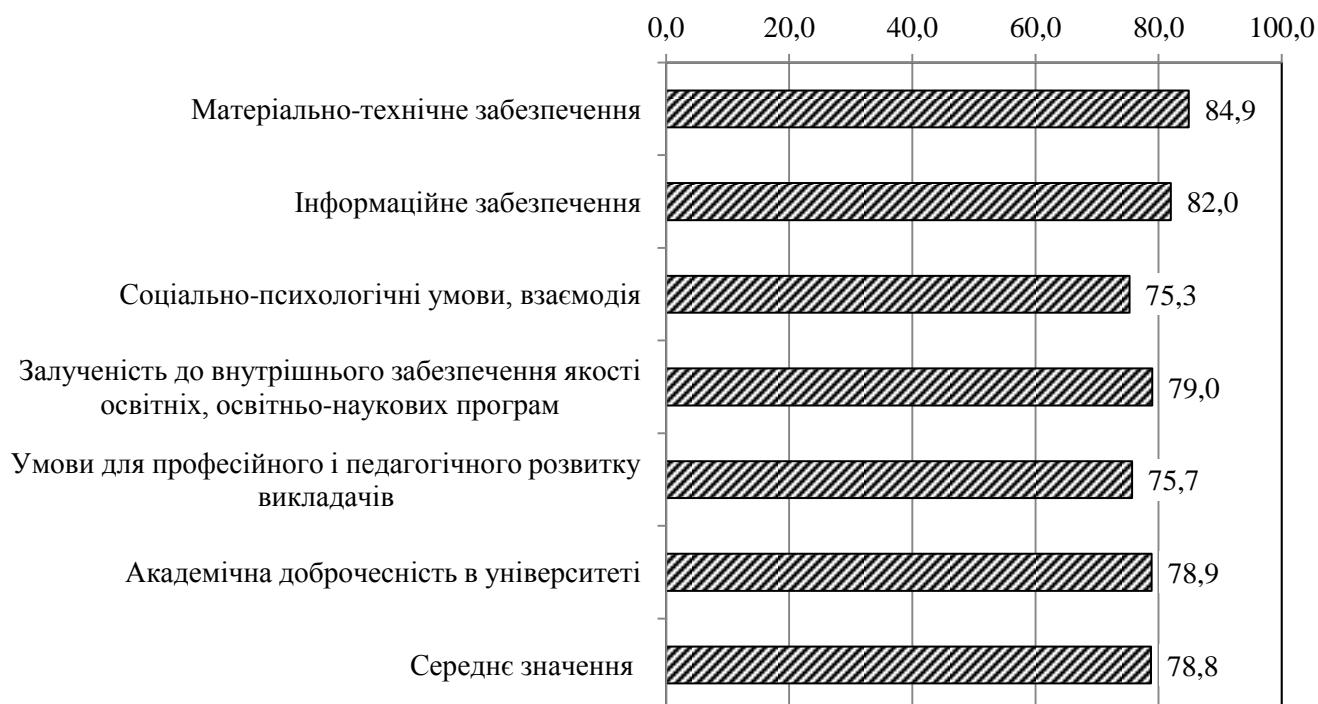 0,0 20,0 40,0 60,0 80,0 100,0
Матеріально-технічне забезпечення 84,9
Інформаційне забезпечення 82,0
Соціально-психологічні умови, взаємодія 75,3
Залученість до внутрішнього забезпечення якості
освітніх, освітньо-наукових програм 79,0
Умови для професійного і педагогічного розвитку
викладачів 75,7
Академічна доброчесність в університеті 78,9
Середнє значення 78,8